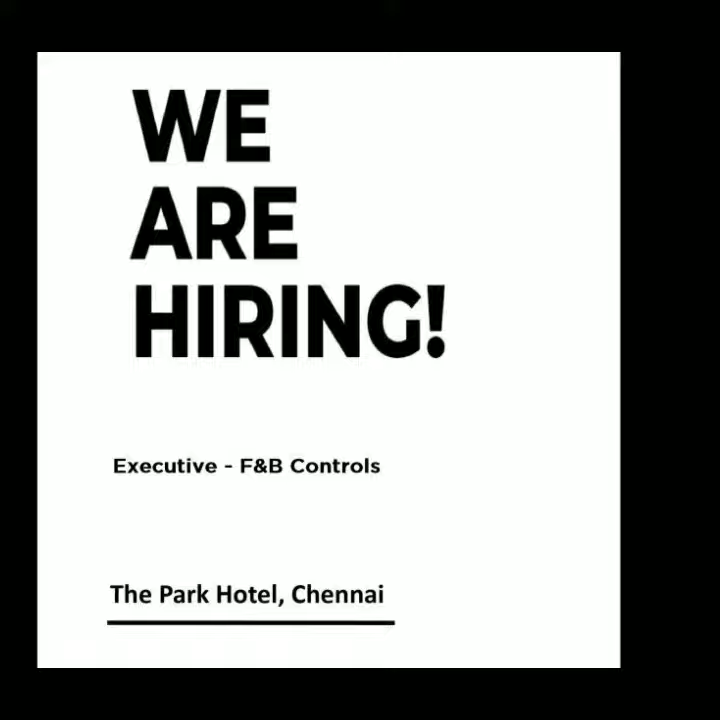 WE
ARE
HIRING!
Executive - F&B Controls
The Park Hotel, Chennai